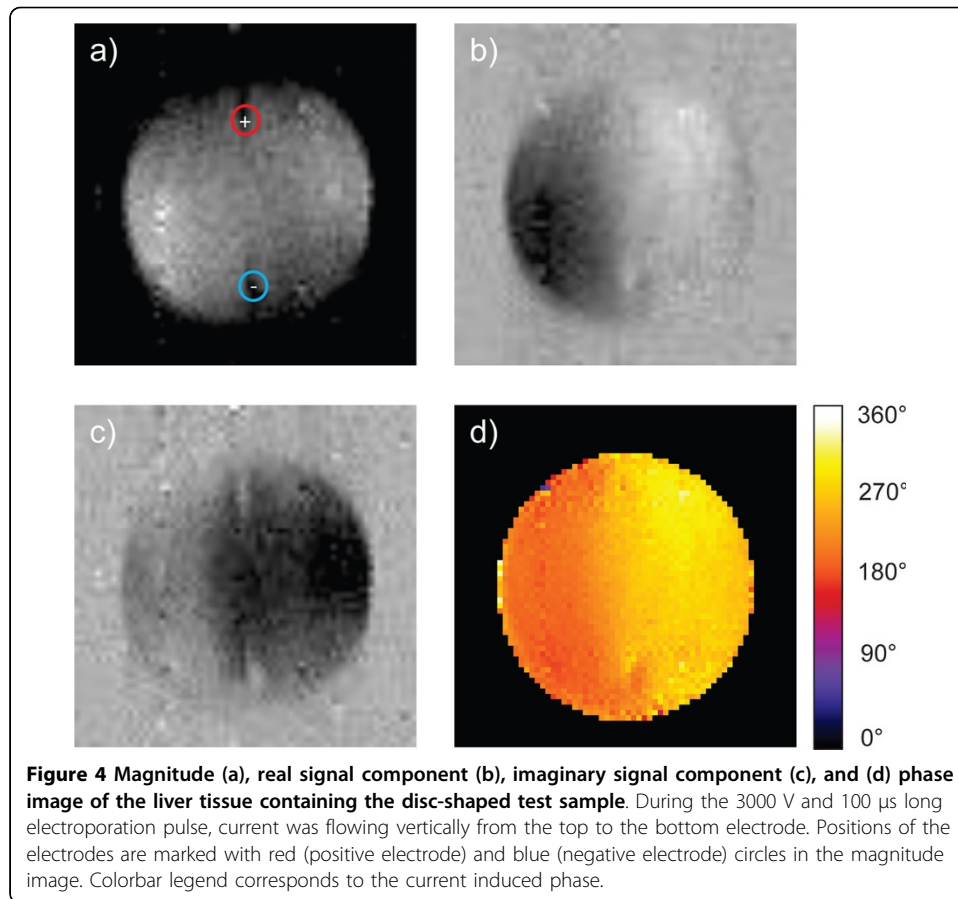 a)
b)
+
-
c)
d)
360°
270°
180°
90°
0°
Figure 4 Magnitude (a), real signal component (b), imaginary signal component (c), and (d) phase
image of the liver tissue containing the disc-shaped test sample. During the 3000 V and 100 μs long
electroporation pulse, current was flowing vertically from the top to the bottom electrode. Positions of the
electrodes are marked with red (positive electrode) and blue (negative electrode) circles in the magnitude
image. Colorbar legend corresponds to the current induced phase.